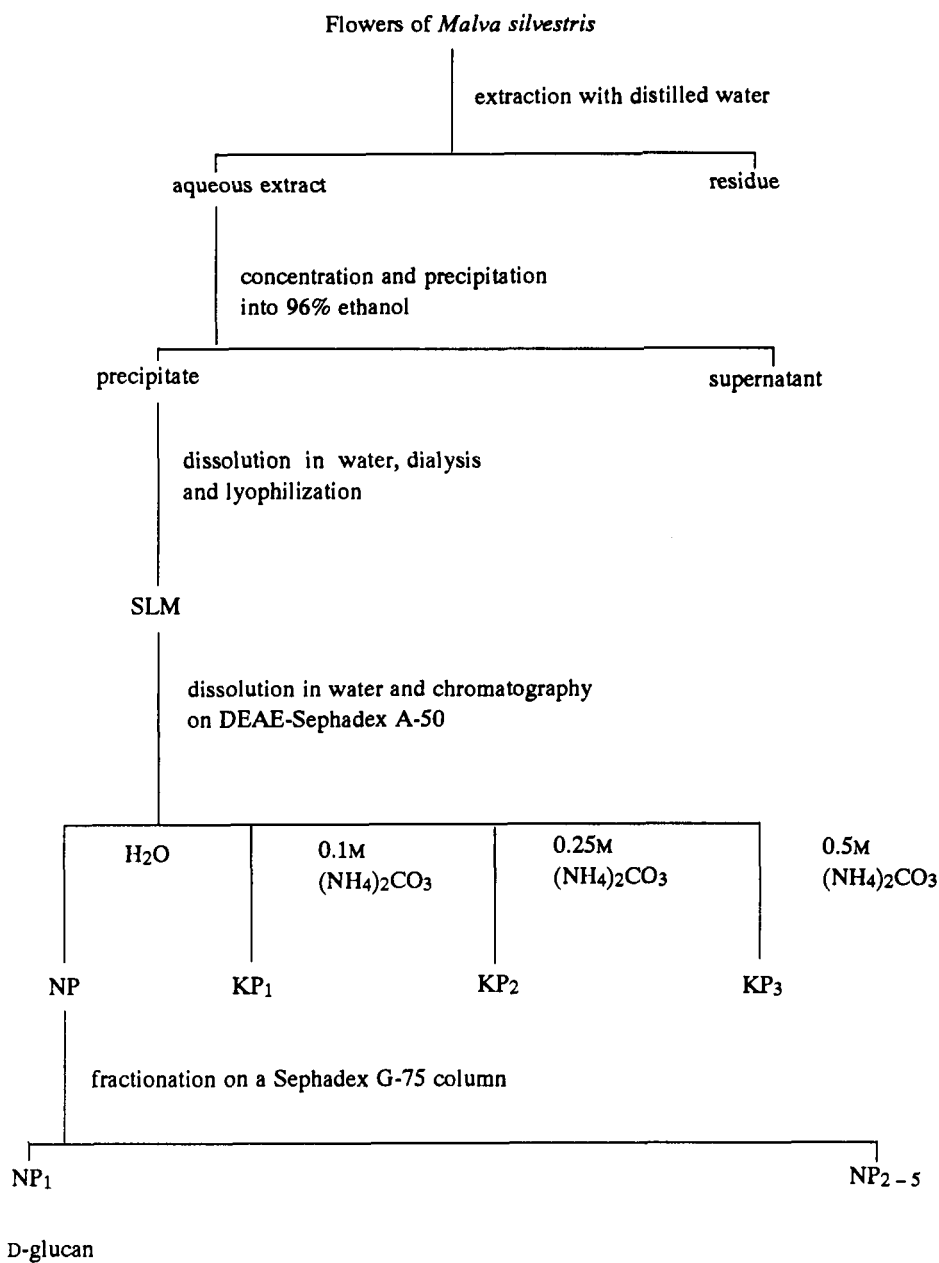 Flowers of Malva silvestris
extraction with distilled water
aqueous extract
residue
concentration and precipitation
into 96% ethanol
precipitate
supernatant
dissolution in water, dialysis
and lyophilization
SLM
dissolution in water and chromatography
on DEAE-Sephadex A-50
H2O
0.1M
(NH4)2CO3
0.25M
(NH4)2CO3
0.5M
(NH4)2CO3
NP
KP1
KP2
KP3
fractionation on a Sephadex G-75 column
NP1
NP2 – 5
D-glucan